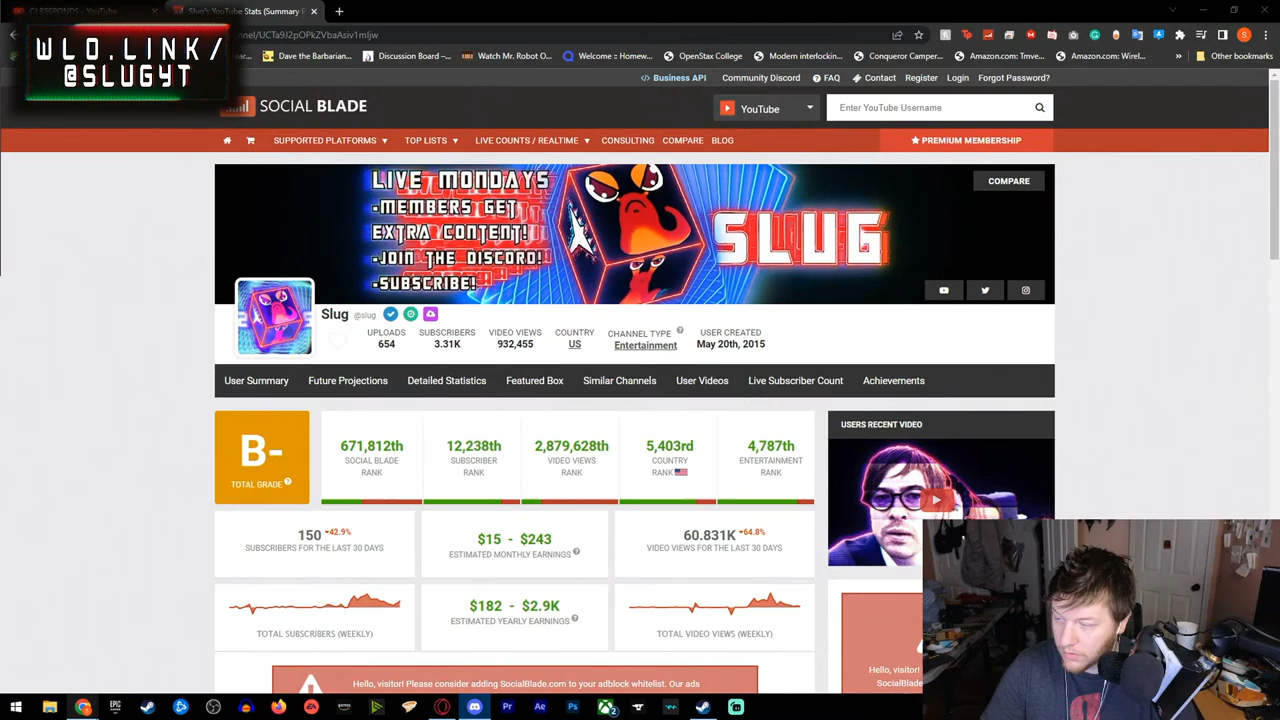 CJ RESPONDS - YouTube
Slug's YouTube Stats (Summary P
WLO.LINK/
@SLUGYT
nnel/UCTa9J2pOPkZVbaAsiv1mIjw
Dave the Barbarian...
Discussion Board –...
Watch Mr. Robot O...
Welcome :: Homew...
OpenStax College
Modern interlockin...
Conqueror Camper...
Amazon.com: Tmve...
Amazon.com: Wirel...
Other bookmarks
Business API
Community Discord
FAQ
Contact
Register
Login
Forgot Password?
SOCIAL BLADE
YouTube
Enter YouTube Username
SUPPORTED PLATFORMS
TOP LISTS
LIVE COUNTS / REALTIME
CONSULTING
COMPARE
BLOG
PREMIUM MEMBERSHIP
LIVE MONDAYS
-MEMBERS GET
EXTRA CONTENT!
-JOIN THE DISCORD!
-SUBSCRIBE!
SLUG
COMPARE
Slug @slug
UPLOADS
654
SUBSCRIBERS
3.31K
VIDEO VIEWS
932,455
COUNTRY
US
CHANNEL TYPE
Entertainment
USER CREATED
May 20th, 2015
User Summary
Future Projections
Detailed Statistics
Featured Box
Similar Channels
User Videos
Live Subscriber Count
Achievements
B-
TOTAL GRADE
671,812th
SOCIAL BLADE
RANK
12,238th
SUBSCRIBER
RANK
2,879,628th
VIDEO VIEWS
RANK
5,403rd
COUNTRY
RANK
4,787th
ENTERTAINMENT
RANK
USERS RECENT VIDEO
150 -42.9%
SUBSCRIBERS FOR THE LAST 30 DAYS
$15 - $243
ESTIMATED MONTHLY EARNINGS
60.831K -64.8%
VIDEO VIEWS FOR THE LAST 30 DAYS
TOTAL SUBSCRIBERS (WEEKLY)
$182 - $2.9K
ESTIMATED YEARLY EARNINGS
TOTAL VIDEO VIEWS (WEEKLY)
Hello, visitor! Please consider adding SocialBlade.com to your adblock whitelist. Our ads
Hello, visitor!
SocialBlade